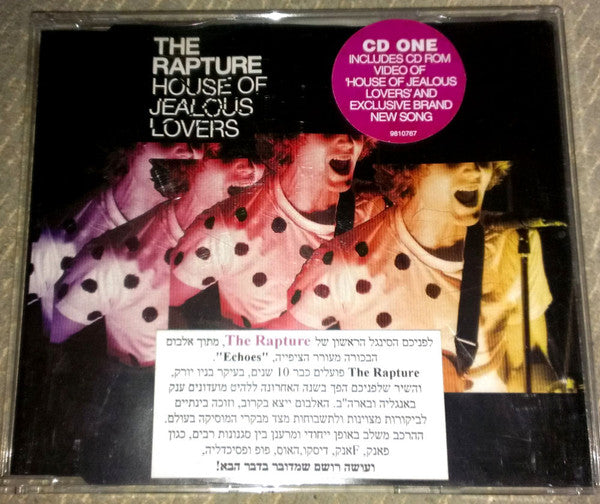 THE
RAPTURE
HOUSE OF
JEALOUS
LOVERS
CD ONE
INCLUDES CD ROM
VIDEO OF
'HOUSE OF JEALOUS
LOVERS' AND
EXCLUSIVE BRAND
NEW SONG
9810767
לפניכם הסינגל הראשון של The Rapture, מתוך אלבום
הבכורה מעורר הציפייה, "Echoes".
The Rapture פועלים כבר 10 שנים, בעיקר בניו יורק,
והשיר שלפניכם הפך בשנה האחרונה ללהיט מועדונים ענק
באנגליה ובארה"ב. האלבום ייצא בקרוב, וזוכה בינתיים
לביקורות מצוינות ולתשבוחות מצד מבקרי המוסיקה בעולם.
ההרכב משלב באופן ייחודי ומרענן בין סגנונות רבים, כגון
פאנק, Fאנק, דיסקו, האוס, פופ ופסיכדליה,
ועושה רושם שמדובר בדבר הבא!